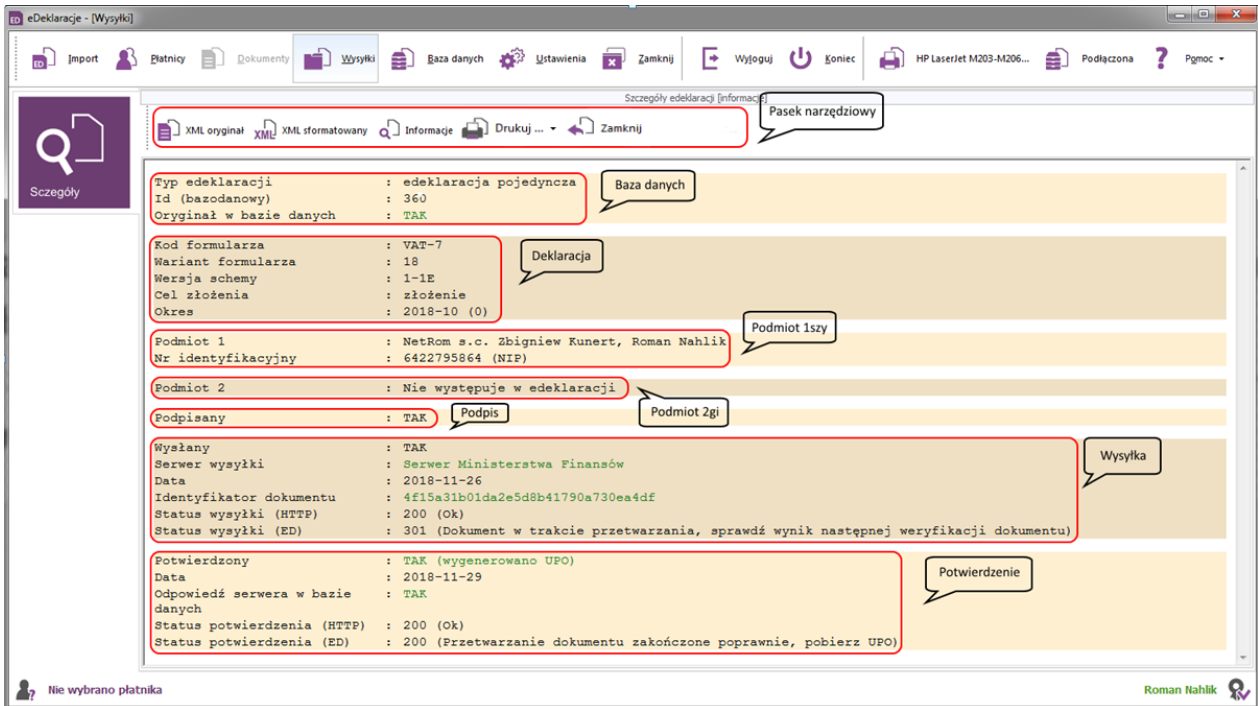 eDeklaracje - [Wysyłki]
Import Płatnicy Dokumenty Wysyłki Baza danych Ustawienia Zamknij Wyloguj Koniec HP LaserJet M203-M206... Podłączona Pomoc
Szczegóły edeklaracji [informacje]
Pasek narzędziowy
XML oryginał XML sformatowany Informacje Drukuj ... Zamknij
Sczegóły
Typ edeklaracji : edeklaracja pojedyncza
Id (bazodanowy) : 360
Oryginał w bazie danych : TAK
Baza danych
Kod formularza : VAT-7
Wariant formularza : 18
Wersja schemy : 1-1E
Cel złożenia : złożenie
Okres : 2018-10 (0)
Deklaracja
Podmiot 1 : NetRom s.c. Zbigniew Kunert, Roman Nahlik
Nr identyfikacyjny : 6422795864 (NIP)
Podmiot 1szy
Podmiot 2 : Nie występuje w edeklaracji
Podmiot 2gi
Podpisany : TAK
Podpis
Wysłany : TAK
Serwer wysyłki : Serwer Ministerstwa Finansów
Data : 2018-11-26
Identyfikator dokumentu : 4f15a31b01da2e5d8b41790a730ea4df
Status wysyłki (HTTP) : 200 (Ok)
Status wysyłki (ED) : 301 (Dokument w trakcie przetwarzania, sprawdź wynik następnej weryfikacji dokumentu)
Wysyłka
Potwierdzony : TAK (wygenerowano UPO)
Data : 2018-11-29
Odpowiedź serwera w bazie : TAK
danych
Status potwierdzenia (HTTP) : 200 (Ok)
Status potwierdzenia (ED) : 200 (Przetwarzanie dokumentu zakończone poprawnie, pobierz UPO)
Potwierdzenie
Nie wybrano płatnika
Roman Nahlik